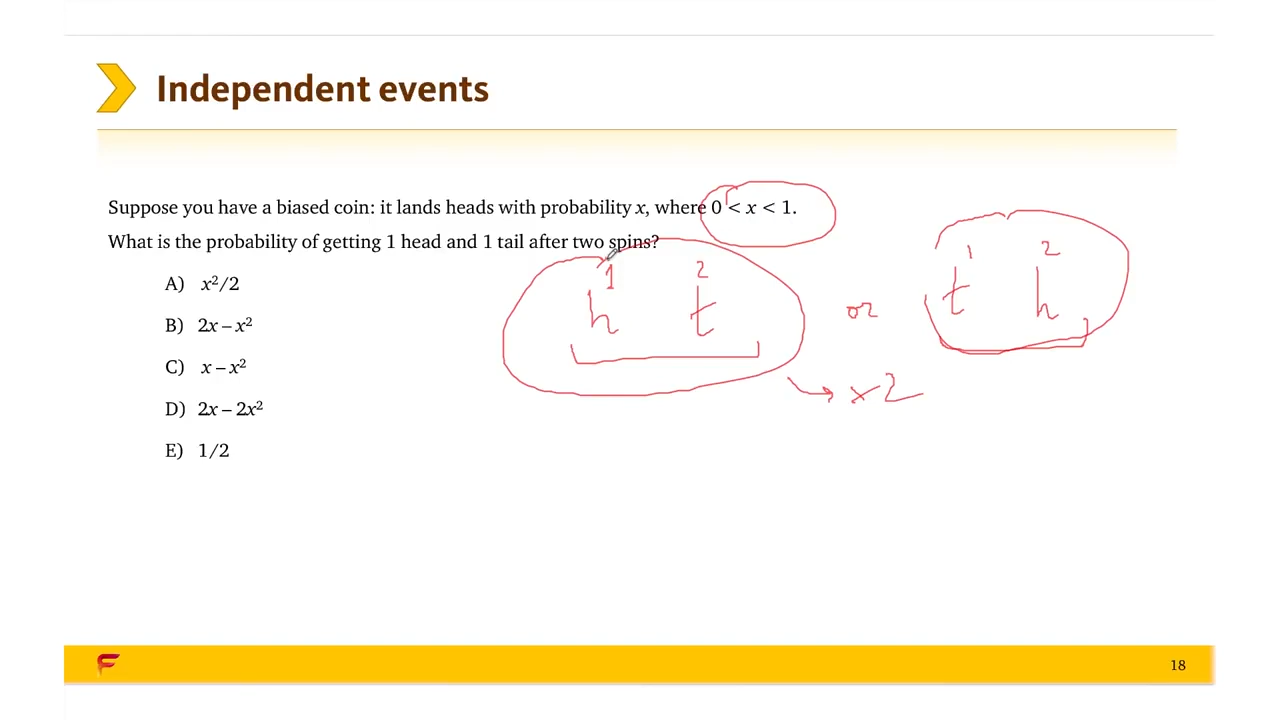 Independent events
Suppose you have a biased coin: it lands heads with probability x, where 0 < x < 1.
What is the probability of getting 1 head and 1 tail after two spins?
A) x²/2
B) 2x – x²
C) x – x²
D) 2x – 2x²
E) 1/2
1 2
h t
or
1 2
t h
→ x2
18